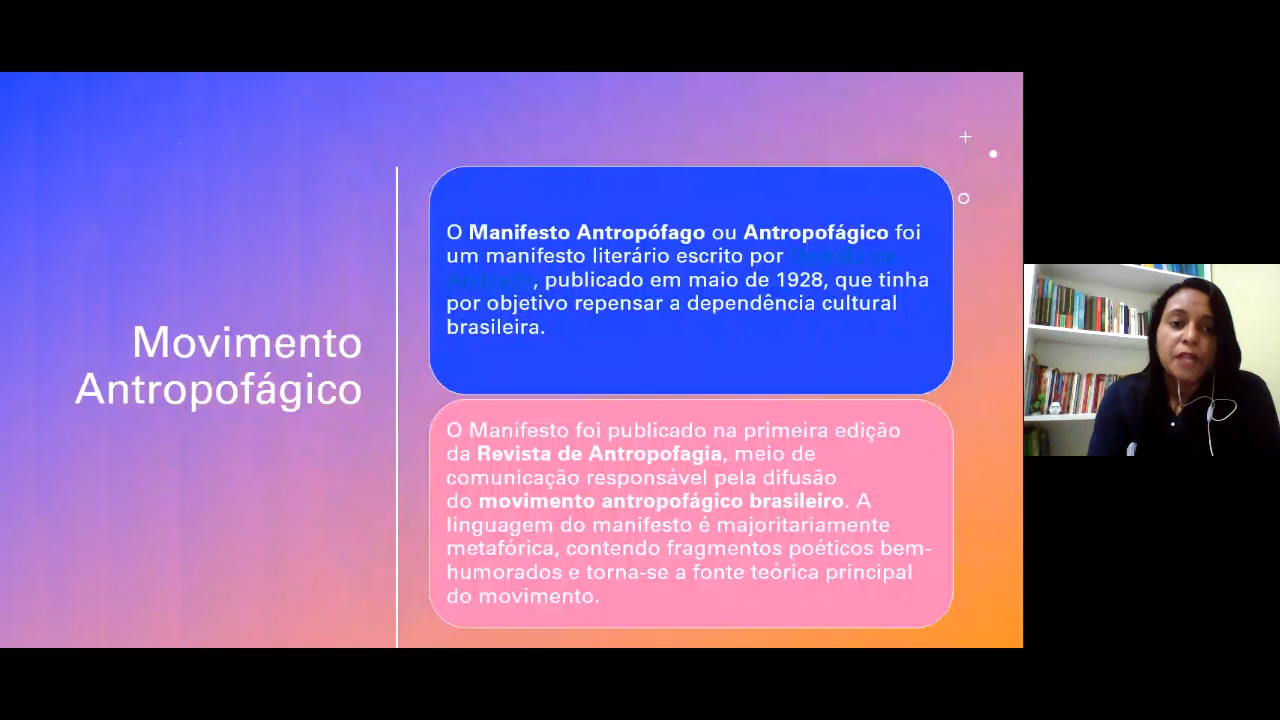 Movimento
Antropofágico
O Manifesto Antropófago ou Antropofágico foi
um manifesto literário escrito por Oswald de
Andrade, publicado em maio de 1928, que tinha
por objetivo repensar a dependência cultural
brasileira.
O Manifesto foi publicado na primeira edição
da Revista de Antropofagia, meio de
comunicação responsável pela difusão
do movimento antropofágico brasileiro. A
linguagem do manifesto é majoritariamente
metafórica, contendo fragmentos poéticos bem-
humorados e torna-se a fonte teórica principal
do movimento.